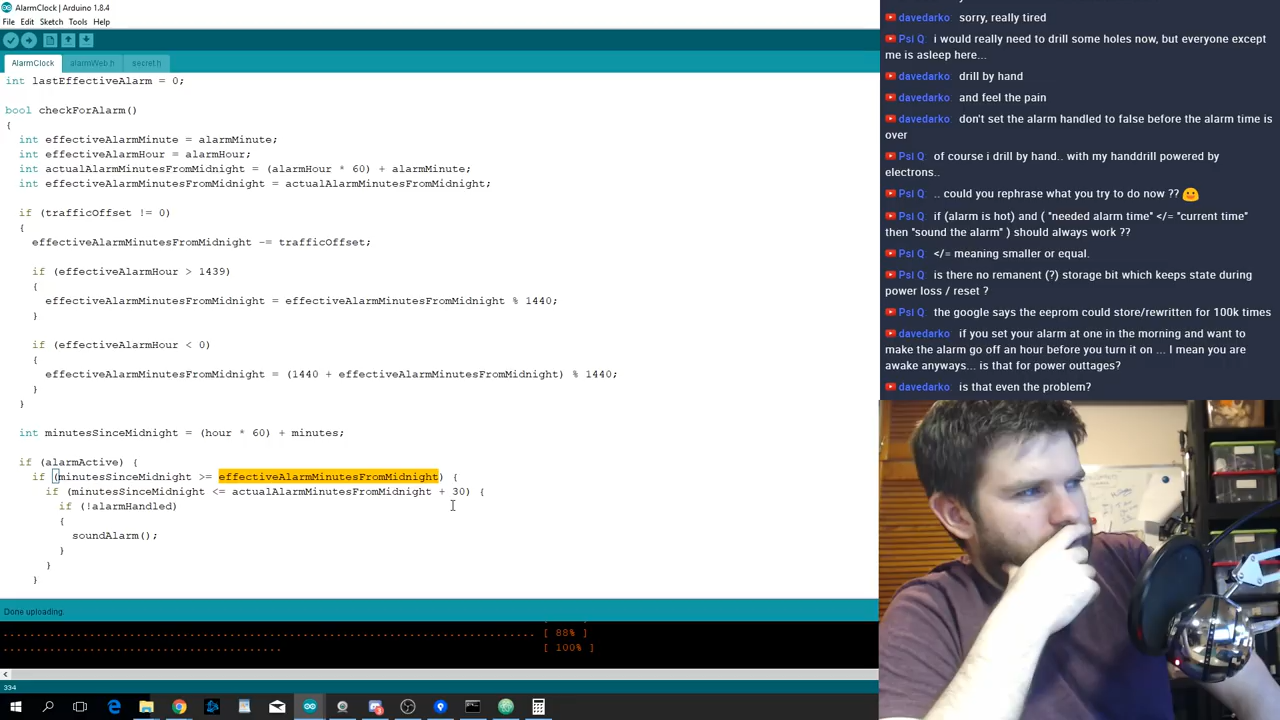 AlarmClock | Arduino 1.8.4
File Edit Sketch Tools Help
AlarmClock alarmWeb.h secret.h
int lastEffectiveAlarm = 0;
bool checkForAlarm()
{
int effectiveAlarmMinute = alarmMinute;
int effectiveAlarmHour = alarmHour;
int actualAlarmMinutesFromMidnight = (alarmHour * 60) + alarmMinute;
int effectiveAlarmMinutesFromMidnight = actualAlarmMinutesFromMidnight;
if (trafficOffset != 0)
{
effectiveAlarmMinutesFromMidnight -= trafficOffset;
if (effectiveAlarmHour > 1439)
{
effectiveAlarmMinutesFromMidnight = effectiveAlarmMinutesFromMidnight % 1440;
}
if (effectiveAlarmHour < 0)
{
effectiveAlarmMinutesFromMidnight = (1440 + effectiveAlarmMinutesFromMidnight) % 1440;
}
}
int minutesSinceMidnight = (hour * 60) + minutes;
if (alarmActive) {
if (minutesSinceMidnight >= effectiveAlarmMinutesFromMidnight) {
if (minutesSinceMidnight <= actualAlarmMinutesFromMidnight + 30) {
if (!alarmHandled)
{
soundAlarm();
}
}
}
Done uploading.
................................................................................ [ 88% ]
.......................................... [ 100% ]
334
davedarko sorry, really tired
Psi Q: i would really need to drill some holes now, but everyone except
me is asleep here...
davedarko drill by hand
davedarko and feel the pain
davedarko don't set the alarm handled to false before the alarm time is
over
Psi Q: of course i drill by hand.. with my handdrill powered by
electrons..
Psi Q: .. could you rephrase what you try to do now ??
Psi Q: if (alarm is hot) and ( "needed alarm time" </= "current time"
then "sound the alarm" ) should always work ??
Psi Q: </= meaning smaller or equal.
Psi Q: is there no remanent (?) storage bit which keeps state during
power loss / reset ?
Psi Q: the google says the eeprom could store/rewritten for 100k times
davedarko if you set your alarm at one in the morning and want to
make the alarm go off an hour before you turn it on ... I mean you are
awake anyways... is that for power outtages?
davedarko is that even the problem?